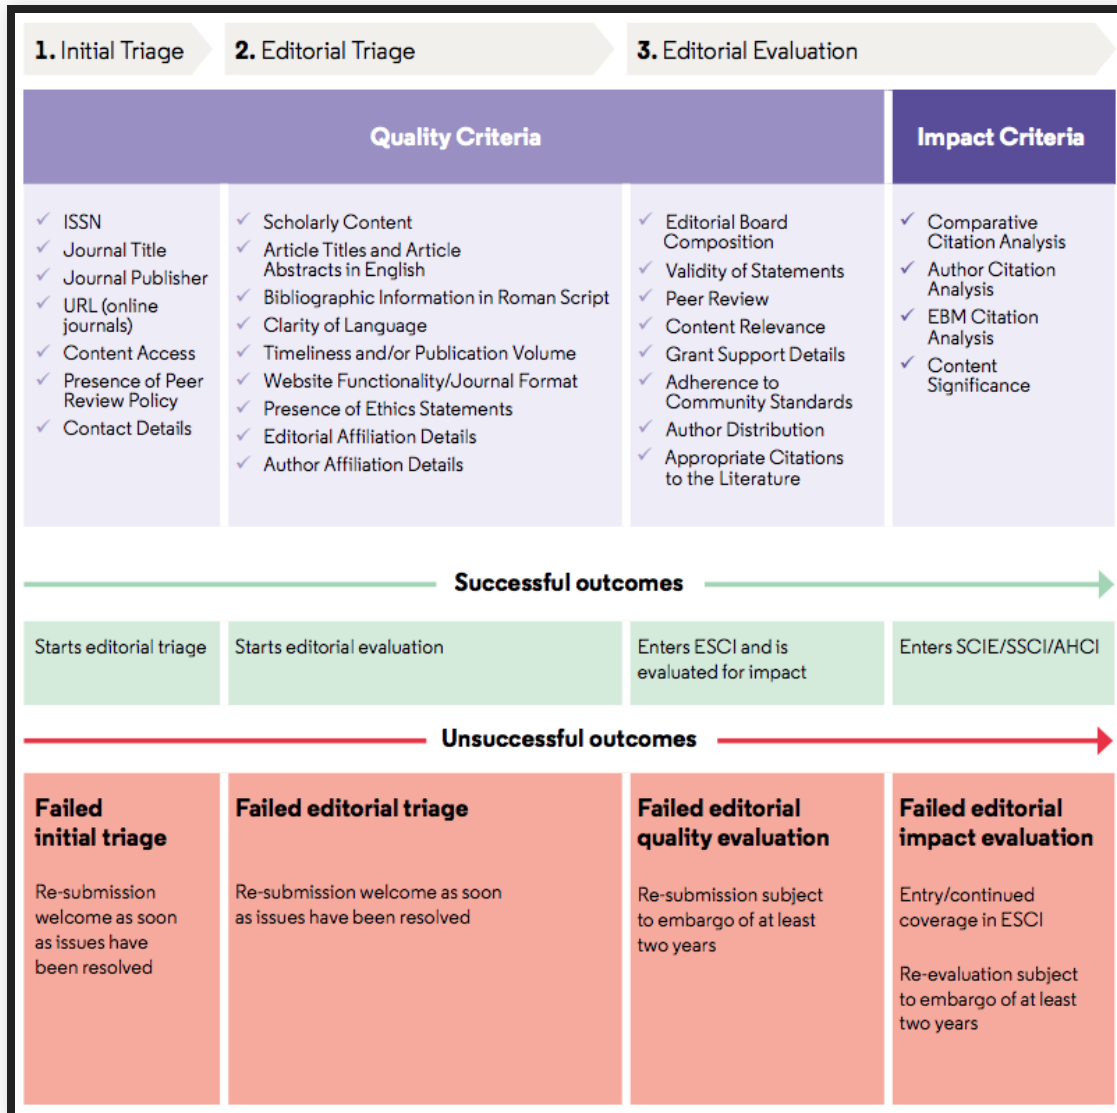 1. Initial Triage
2. Editorial Triage
3. Editorial Evaluation
Quality Criteria
Impact Criteria
✓ ISSN
✓ Journal Title
✓ Journal Publisher
✓ URL (online
journals)
✓ Content Access
✓ Presence of Peer
Review Policy
✓ Contact Details
✓ Scholarly Content
✓ Article Titles and Article
Abstracts in English
✓ Bibliographic Information in Roman Script
✓ Clarity of Language
✓ Timeliness and/or Publication Volume
✓ Website Functionality/Journal Format
✓ Presence of Ethics Statements
✓ Editorial Affiliation Details
✓ Author Affiliation Details
✓ Editorial Board
Composition
✓ Validity of Statements
✓ Peer Review
✓ Content Relevance
✓ Grant Support Details
✓ Adherence to
Community Standards
✓ Author Distribution
✓ Appropriate Citations
to the Literature
✓ Comparative
Citation Analysis
✓ Author Citation
Analysis
✓ EBM Citation
Analysis
✓ Content
Significance
Successful outcomes
Starts editorial triage
Starts editorial evaluation
Enters ESCI and is
evaluated for impact
Enters SCIE/SSCI/AHCI
Unsuccessful outcomes
Failed
initial triage
Re-submission
welcome as soon
as issues have
been resolved
Failed editorial triage
Re-submission welcome as soon
as issues have been resolved
Failed editorial
quality evaluation
Re-submission subject
to embargo of at least
two years
Failed editorial
impact evaluation
Entry/continued
coverage in ESCI
Re-evaluation subject
to embargo of at least
two years